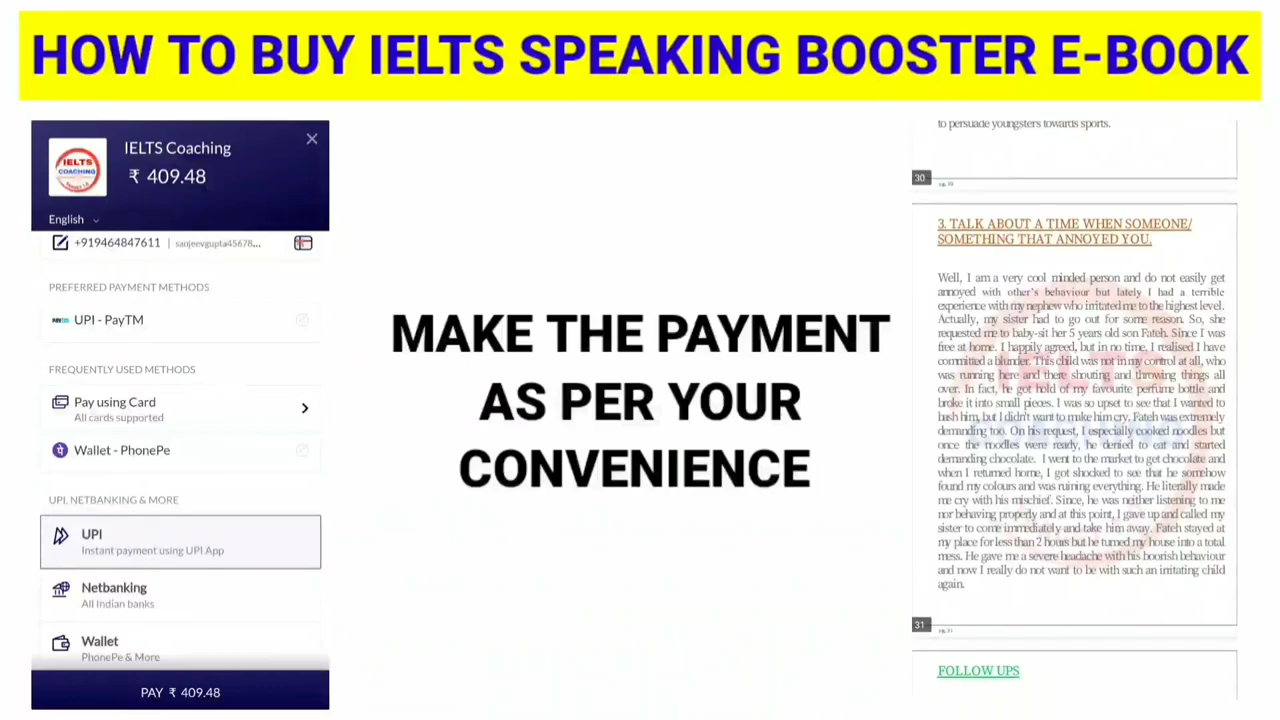 HOW TO BUY IELTS SPEAKING BOOSTER E-BOOK
IELTS Coaching
₹ 409.48
IELTS
COACHING
English
+919464847611 | sanjeevgupta45678...
PREFERRED PAYMENT METHODS
UPI - PayTM
FREQUENTLY USED METHODS
Pay using Card
All cards supported
Wallet - PhonePe
UPI, NETBANKING & MORE
UPI
Instant payment using UPI App
Netbanking
All Indian banks
Wallet
PhonePe & More
PAY ₹ 409.48
MAKE THE PAYMENT
AS PER YOUR
CONVENIENCE
to persuade youngsters towards sports.
30
3. TALK ABOUT A TIME WHEN SOMEONE/
SOMETHING THAT ANNOYED YOU.
Well, I am a very cool minded person and do not easily get
annoyed with other's behaviour but lately I had a terrible
experience with my nephew who irritated me to the highest level.
Actually, my sister had to go out for some reason. So, she
requested me to baby-sit her 5 years old son Fateh. Since I was
free at home. I happily agreed, but in no time, I realised I have
committed a blunder. This child was not in my control at all, who
was running here and there shouting and throwing things all
over. In fact, he got hold of my favourite perfume bottle and
broke it into small pieces. I was so upset to see that I wanted to
bash him, but I didn't want to make him cry. Fateh was extremely
demanding too. On his request, I especially cooked noodles but
once the noodles were ready, he denied to eat and started
demanding chocolate. I went to the market to get chocolate and
when I returned home, I got shocked to see that he somehow
found my colours and was ruining everything. He literally made
me cry with his mischief. Since, he was neither listening to me
nor behaving properly and at this point, I gave up and called my
sister to come immediately and take him away. Fateh stayed at
my place for less than 2 hours but he turned my house into a total
mess. He gave me a severe headache with his boorish behaviour
and now I really do not want to be with such an irritating child
again.
31
FOLLOW UPS